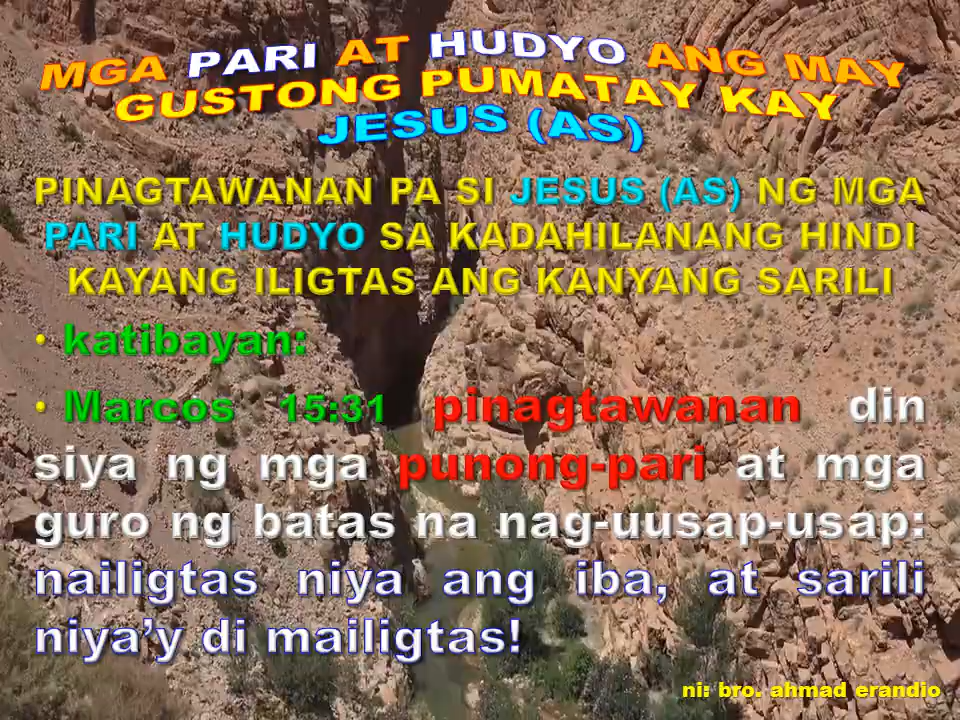 MGA PARI AT HUDYO ANG MAY
GUSTONG PUMATAY KAY
JESUS (AS)
PINAGTAWANAN PA SI JESUS (AS) NG MGA
PARI AT HUDYO SA KADAHILANANG HINDI
KAYANG ILIGTAS ANG KANYANG SARILI
• katibayan:
• Marcos 15:31 pinagtawanan din
siya ng mga punong-pari at mga
guro ng batas na nag-uusap-usap:
nailigtas niya ang iba, at sarili
niya’y di mailigtas!
ni: bro. ahmad erandio